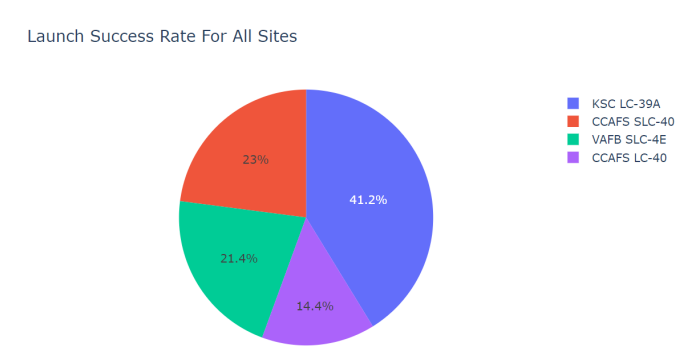 Launch Success Rate For All Sites
KSC LC-39A
CCAFS SLC-40
VAFB SLC-4E
CCAFS LC-40
23%
41.2%
21.4%
14.4%